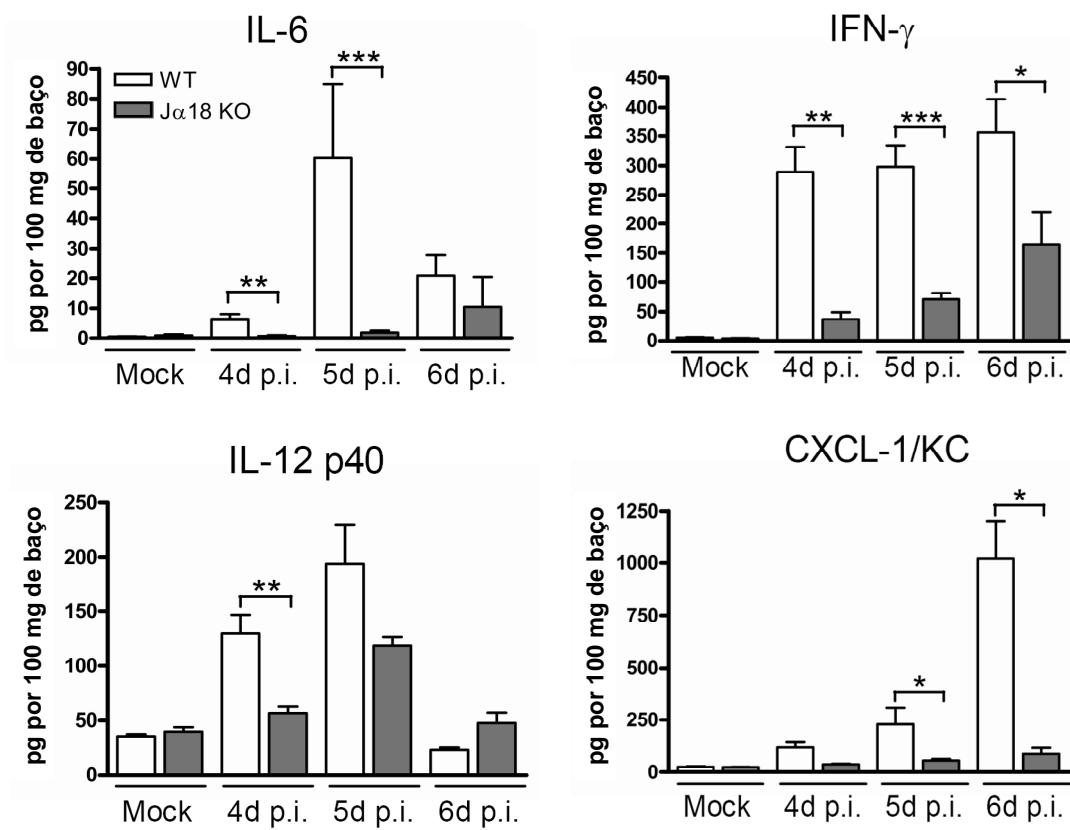 IL-6
pg por 100 mg de baço
90
80
70
60
50
40
30
20
10
0
WT
Jα18 KO
**
***
Mock 4d p.i. 5d p.i. 6d p.i.
IFN-γ
pg por 100 mg de baço
450
400
350
300
250
200
150
100
50
0
**
***
*
Mock 4d p.i. 5d p.i. 6d p.i.
IL-12 p40
pg por 100 mg de baço
250
200
150
100
50
0
**
Mock 4d p.i. 5d p.i. 6d p.i.
CXCL-1/KC
pg por 100 mg de baço
1250
1000
750
500
250
0
*
*
Mock 4d p.i. 5d p.i. 6d p.i.